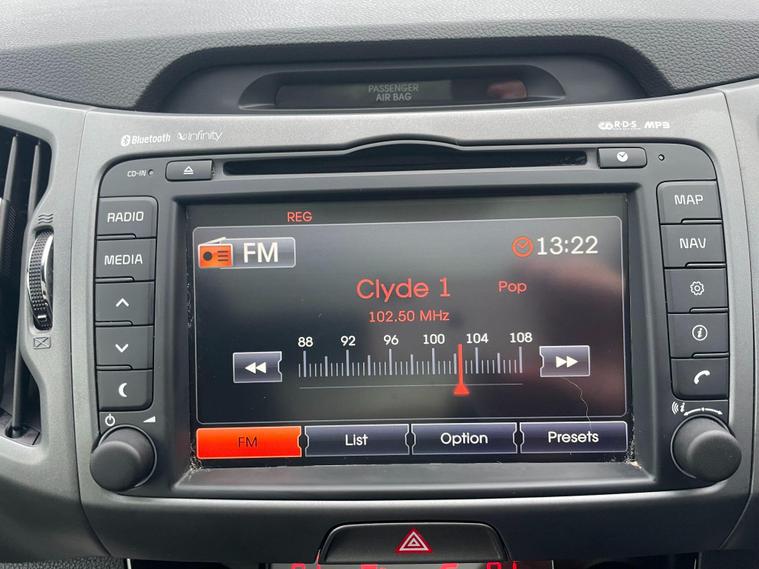 PASSENGER
AIR BAG
Bluetooth infinity
R·D·S MP3
CD-IN
RADIO
MEDIA
MAP
NAV
REG
FM
13:22
Clyde 1 Pop
102.50 MHz
88 92 96 100 104 108
FM List Option Presets